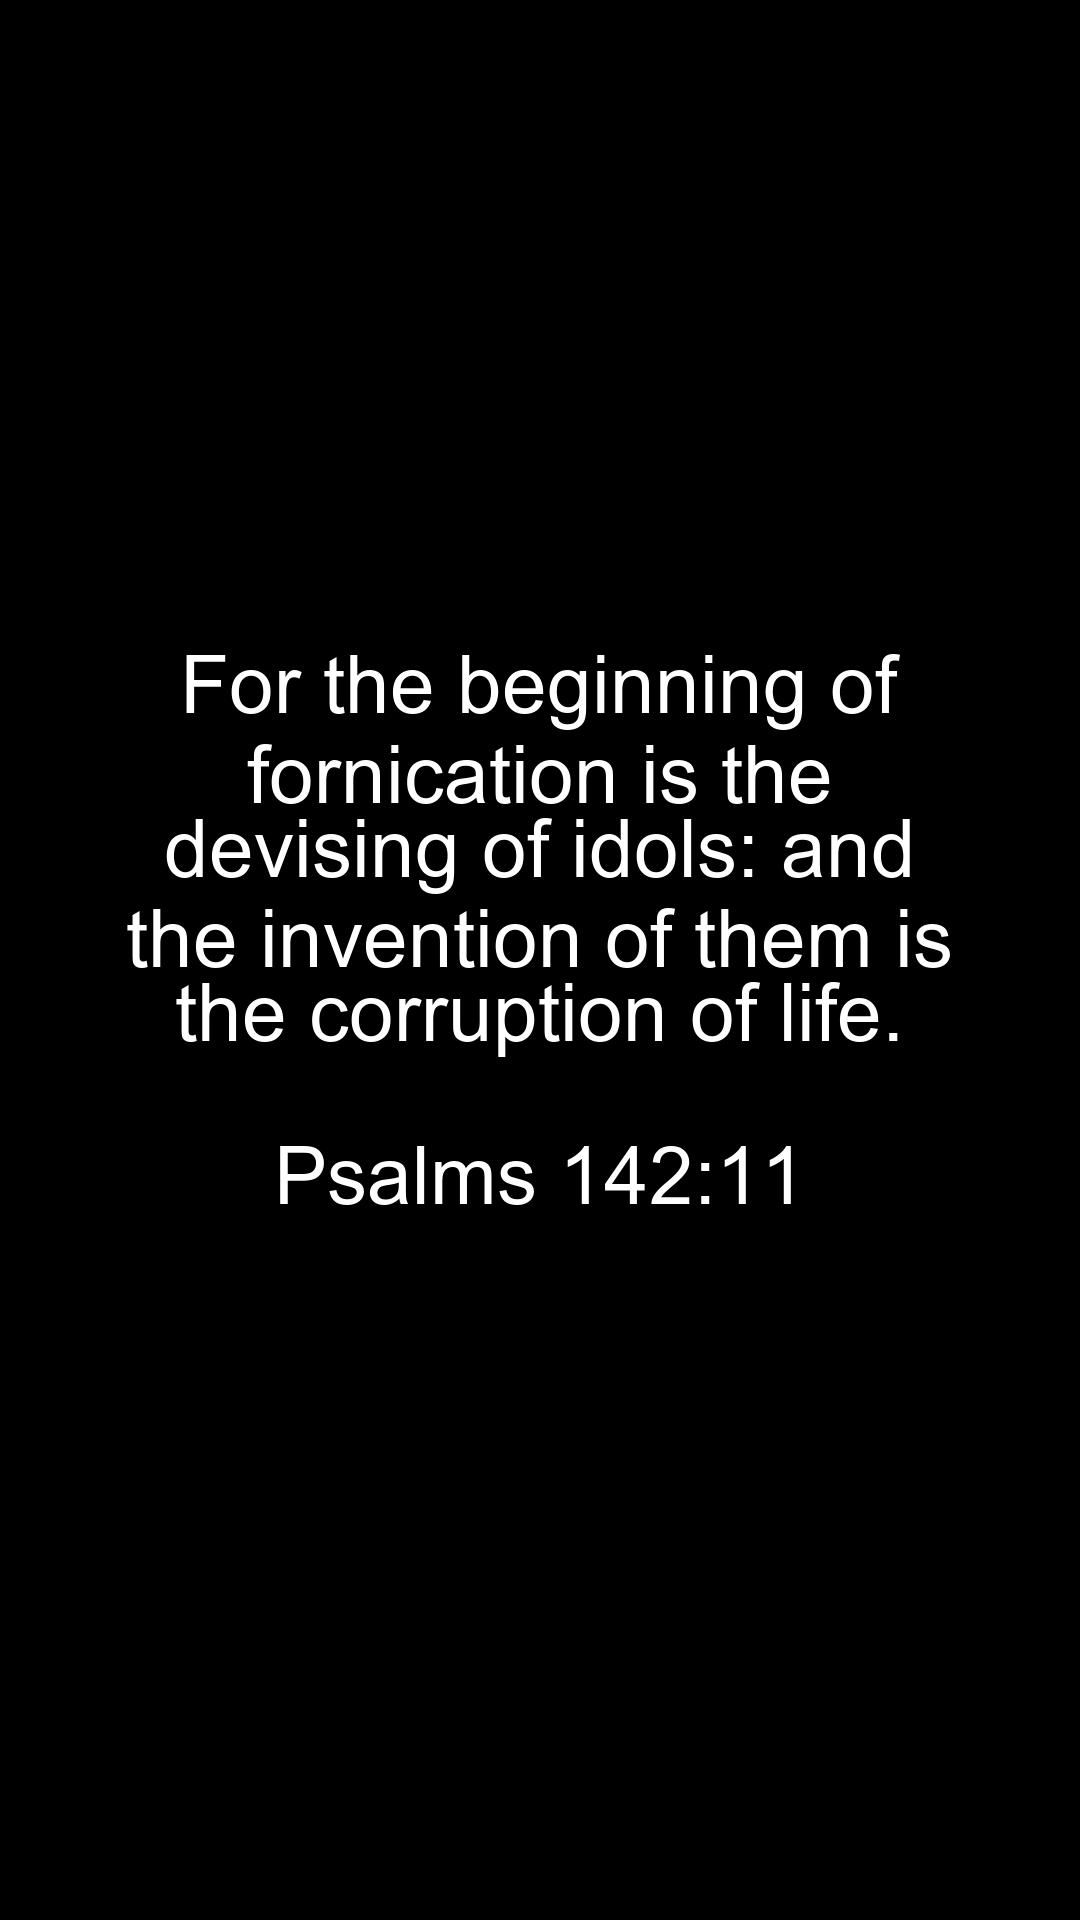 For the beginning of
fornication is the
devising of idols: and
the invention of them is
the corruption of life.
Psalms 142:11